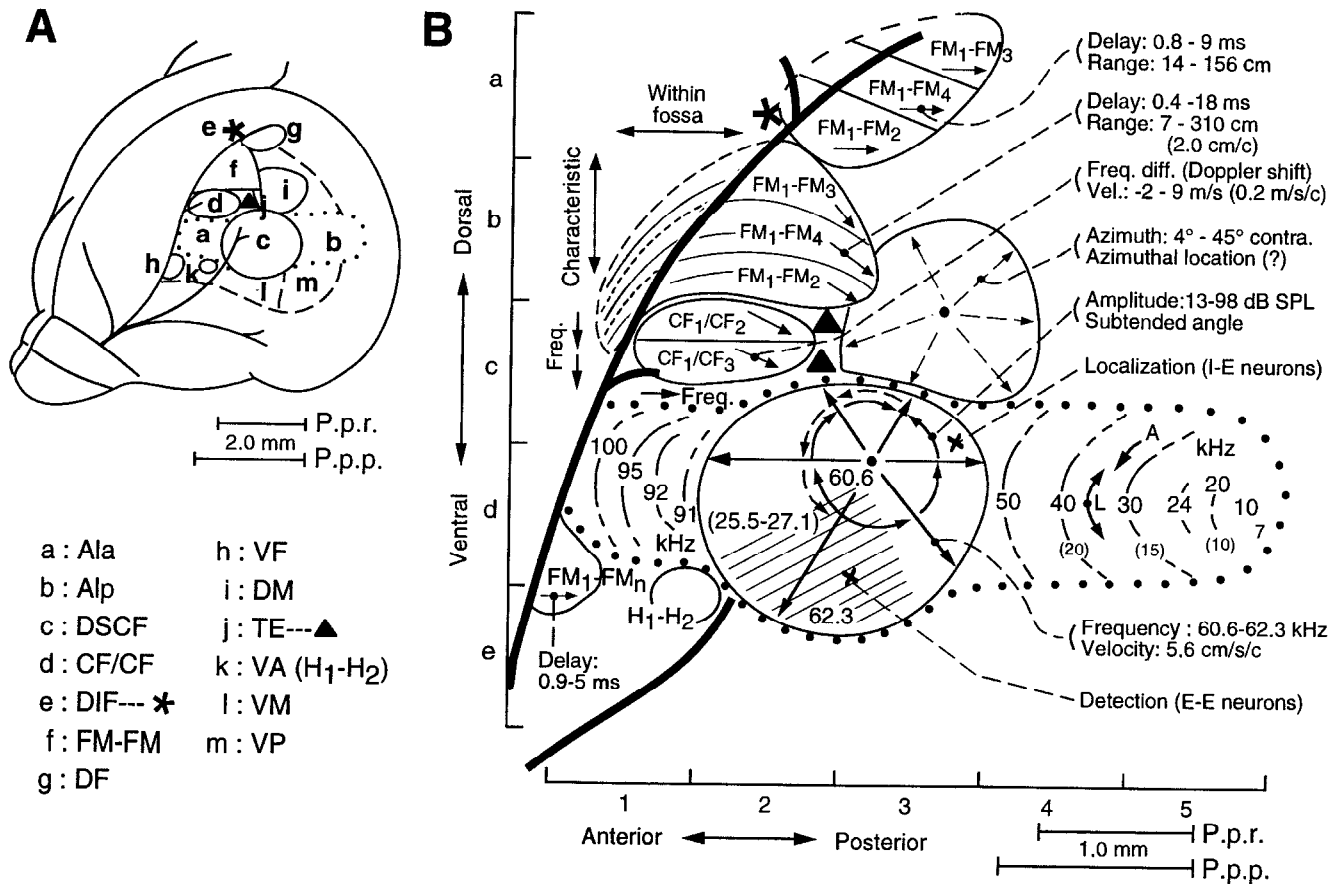 A
e
g
f
d
j
i
a
c
b
h
k
l
m
P.p.r.
2.0 mm
P.p.p.
a : Ala
b : Alp
c : DSCF
d : CF/CF
e : DIF---
f : FM-FM
g : DF
h : VF
i : DM
j : TE---▲
k : VA (H1-H2)
l : VM
m : VP
B
a
b
c
d
e
Dorsal
Ventral
Within
fossa
Characteristic
Freq.
FM1-FM3
FM1-FM4
FM1-FM2
FM1-FM3
FM1-FM4
FM1-FM2
CF1/CF2
CF1/CF3
Freq.
100
95
92
91
kHz
60.6
(25.5-27.1)
62.3
FM1-FMn
H1-H2
Delay:
0.9-5 ms
A
kHz
50
40
L
30
24
20
10
7
(20)
(15)
(10)
Delay: 0.8 - 9 ms
Range: 14 - 156 cm
Delay: 0.4 -18 ms
Range: 7 - 310 cm
(2.0 cm/c)
Freq. diff. (Doppler shift)
Vel.: -2 - 9 m/s (0.2 m/s/c)
Azimuth: 4° - 45° contra.
Azimuthal location (?)
Amplitude:13-98 dB SPL
Subtended angle
Localization (I-E neurons)
Frequency : 60.6-62.3 kHz
Velocity: 5.6 cm/s/c
Detection (E-E neurons)
1
2
3
4
5
Anterior
Posterior
P.p.r.
1.0 mm
P.p.p.